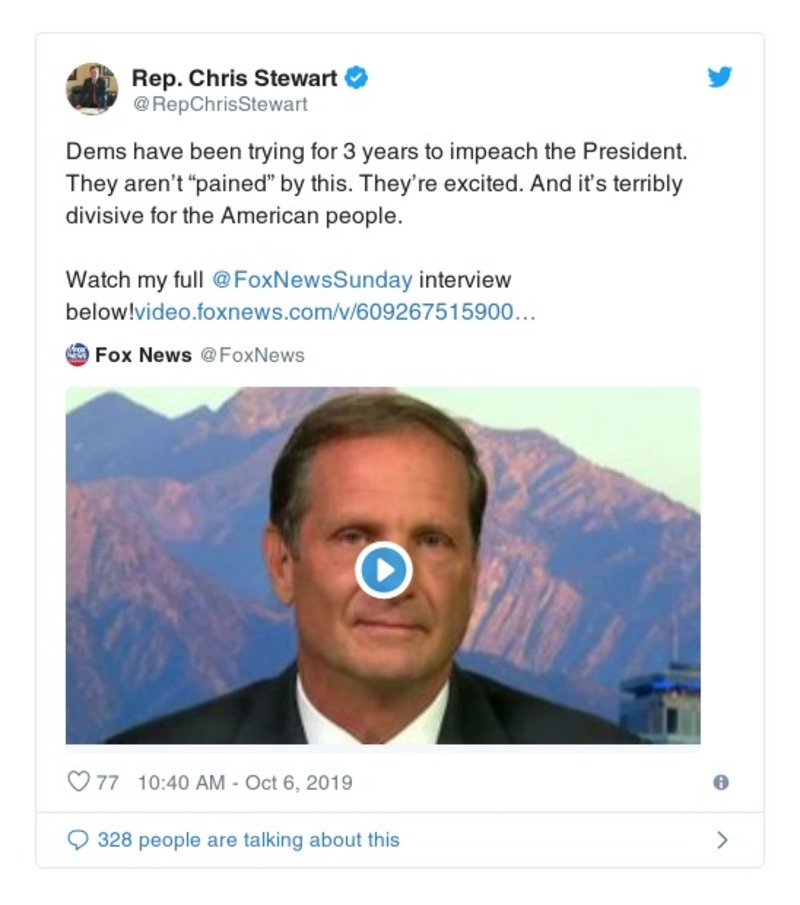 Rep. Chris Stewart
@RepChrisStewart
Dems have been trying for 3 years to impeach the President.
They aren’t “pained” by this. They’re excited. And it’s terribly
divisive for the American people.
Watch my full @FoxNewsSunday interview
below!video.foxnews.com/v/609267515900…
Fox News @FoxNews
77 10:40 AM - Oct 6, 2019
328 people are talking about this